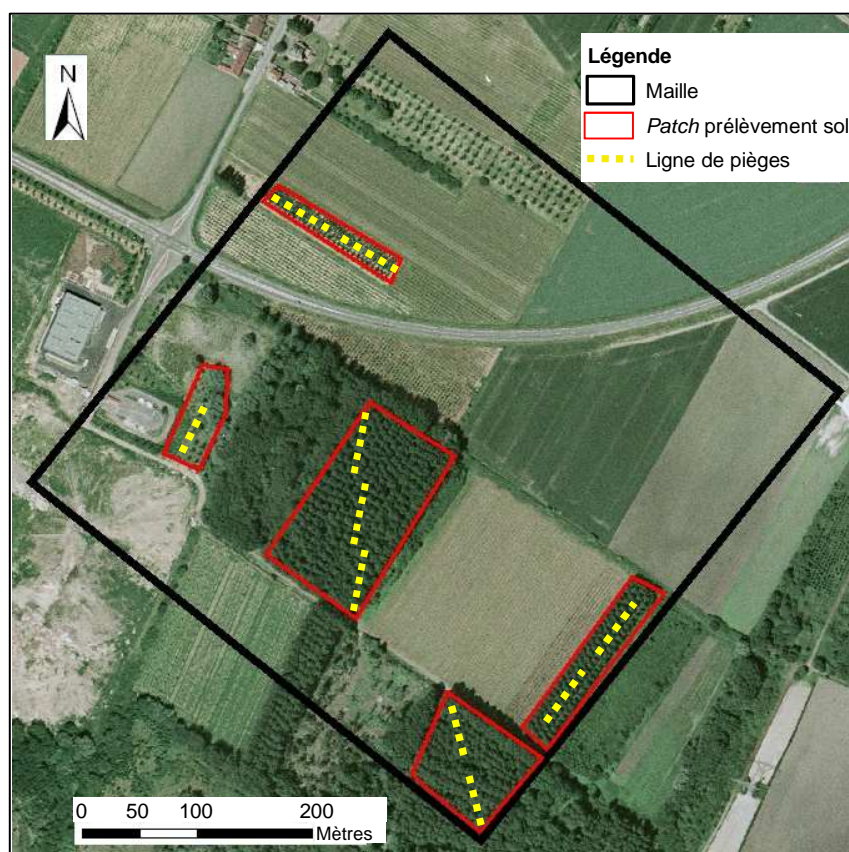 N
Légende
Maille
Patch prélèvement sol
Ligne de pièges
0 50 100 200
Mètres